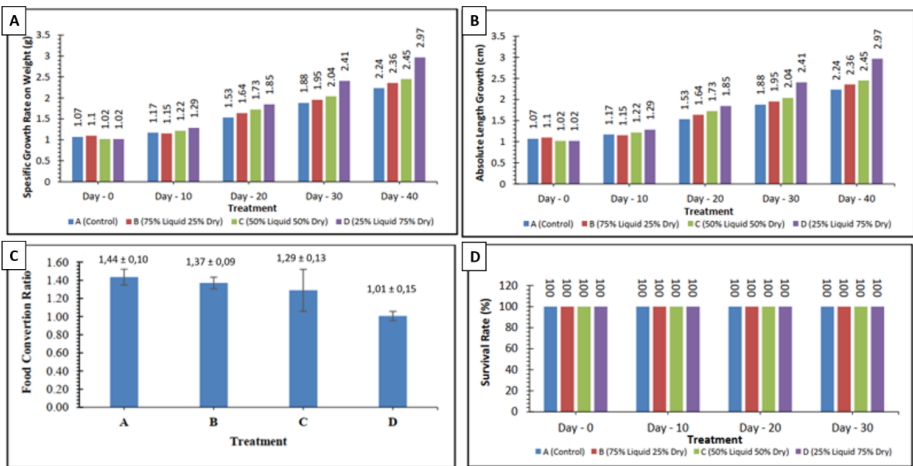 A
Spesific Growth Rate on Weight (g)
3.5
3
2.5
2
1.5
1
0.5
0
1.07 1.1 1.02 1.02
1.17 1.15 1.22 1.29
1.53 1.64 1.73 1.85
1.88 1.95 2.04 2.41
2.24 2.36 2.45 2.97
Day - 0 Day - 10 Day - 20 Day - 30 Day - 40
Treatment
A (Control) B (75% Liquid 25% Dry) C (50% Liquid 50% Dry) D (25% Liquid 75% Dry)
B
Absolute Length Growth (cm)
3.5
3
2.5
2
1.5
1
0.5
0
1.07 1.1 1.02 1.02
1.17 1.15 1.22 1.29
1.53 1.64 1.73 1.85
1.88 1.95 2.04 2.41
2.24 2.36 2.45 2.97
Day - 0 Day - 10 Day - 20 Day - 30 Day - 40
Treatment
A (Control) B (75% Liquid 25% Dry) C (50% Liquid 50% Dry) D (25% Liquid 75% Dry)
C
Food Convertion Ratio
1.60
1.40
1.20
1.00
0.80
0.60
0.40
0.20
0.00
1,44 ± 0,10 1,37 ± 0,09 1,29 ± 0,13 1,01 ± 0,15
A B C D
Treatment
D
Survival Rate (%)
120
100
80
60
40
20
0
100 100 100 100
100 100 100 100
100 100 100 100
100 100 100 100
Day - 0 Day - 10 Day - 20 Day - 30
Treatment
A (Control) B (75% Liquid 25% Dry) C (50% Liquid 50% Dry) D (25% Liquid 75% Dry)